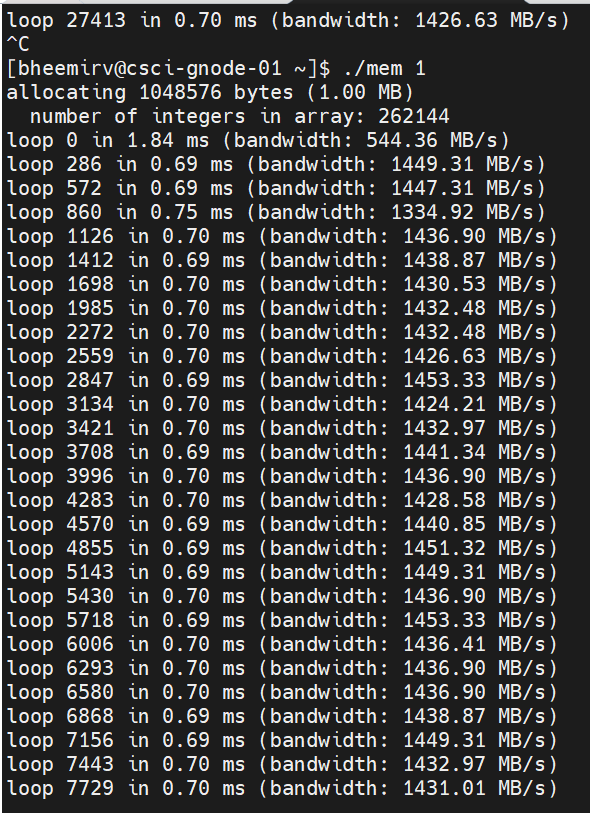 loop 27413 in 0.70 ms (bandwidth: 1426.63 MB/s)
^C
[bheemirv@csci-gnode-01 ~]$ ./mem 1
allocating 1048576 bytes (1.00 MB)
  number of integers in array: 262144
loop 0 in 1.84 ms (bandwidth: 544.36 MB/s)
loop 286 in 0.69 ms (bandwidth: 1449.31 MB/s)
loop 572 in 0.69 ms (bandwidth: 1447.31 MB/s)
loop 860 in 0.75 ms (bandwidth: 1334.92 MB/s)
loop 1126 in 0.70 ms (bandwidth: 1436.90 MB/s)
loop 1412 in 0.69 ms (bandwidth: 1438.87 MB/s)
loop 1698 in 0.70 ms (bandwidth: 1430.53 MB/s)
loop 1985 in 0.70 ms (bandwidth: 1432.48 MB/s)
loop 2272 in 0.70 ms (bandwidth: 1432.48 MB/s)
loop 2559 in 0.70 ms (bandwidth: 1426.63 MB/s)
loop 2847 in 0.69 ms (bandwidth: 1453.33 MB/s)
loop 3134 in 0.70 ms (bandwidth: 1424.21 MB/s)
loop 3421 in 0.70 ms (bandwidth: 1432.97 MB/s)
loop 3708 in 0.69 ms (bandwidth: 1441.34 MB/s)
loop 3996 in 0.70 ms (bandwidth: 1436.90 MB/s)
loop 4283 in 0.70 ms (bandwidth: 1428.58 MB/s)
loop 4570 in 0.69 ms (bandwidth: 1440.85 MB/s)
loop 4855 in 0.69 ms (bandwidth: 1451.32 MB/s)
loop 5143 in 0.69 ms (bandwidth: 1449.31 MB/s)
loop 5430 in 0.70 ms (bandwidth: 1436.90 MB/s)
loop 5718 in 0.69 ms (bandwidth: 1453.33 MB/s)
loop 6006 in 0.70 ms (bandwidth: 1436.41 MB/s)
loop 6293 in 0.70 ms (bandwidth: 1436.90 MB/s)
loop 6580 in 0.70 ms (bandwidth: 1436.90 MB/s)
loop 6868 in 0.69 ms (bandwidth: 1438.87 MB/s)
loop 7156 in 0.69 ms (bandwidth: 1449.31 MB/s)
loop 7443 in 0.70 ms (bandwidth: 1432.97 MB/s)
loop 7729 in 0.70 ms (bandwidth: 1431.01 MB/s)